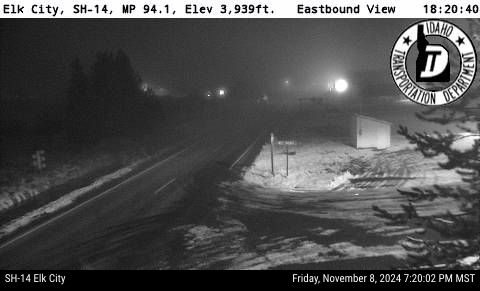 Elk City, SH-14, MP 94.1, Elev 3,939ft. Eastbound View 18:20:40
IDAHO
TRANSPORTATION DEPARTMENT
SH-14 Elk City Friday, November 8, 2024 7:20:02 PM MST